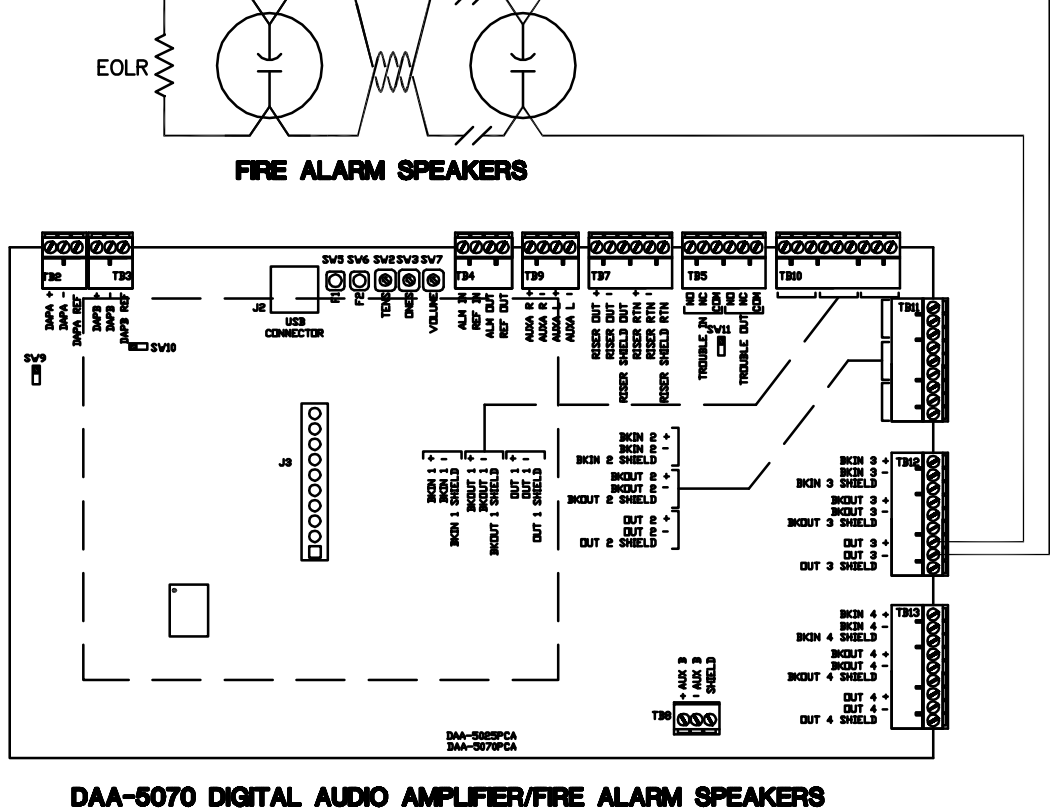 EOLR
FIRE ALARM SPEAKERS
SW5 SW6 SW2 SW3 SW7
TB2 TB3 TB4 TB9 TB7 TB5 TB10
J2
USB
CONNECTOR
F1
F2
TENS
ONES
VOLUME
DAPA +
DAPA -
DAPA REF
DAPB +
DAPB -
DAPB REF
ALM IN
REF IN
ALM OUT
REF OUT
AUXA R +
AUXA R -
AUXA L +
AUXA L -
RISER OUT +
RISER OUT -
RISER SHIELD OUT
RISER RTN +
RISER RTN -
RISER SHIELD RTN
NO
NC
COM
NO
NC
COM
TROUBLE IN
TROUBLE OUT
SW11
SW10
SW9
TB11
J3
BKIN 1 +
BKIN 1 -
BKIN 1 SHIELD
BKOUT 1 +
BKOUT 1 -
BKOUT 1 SHIELD
OUT 1 +
OUT 1 -
OUT 1 SHIELD
BKIN 2 +
BKIN 2 -
BKIN 2 SHIELD
BKOUT 2 +
BKOUT 2 -
BKOUT 2 SHIELD
OUT 2 +
OUT 2 -
OUT 2 SHIELD
TB12
BKIN 3 +
BKIN 3 -
BKIN 3 SHIELD
BKOUT 3 +
BKOUT 3 -
BKOUT 3 SHIELD
OUT 3 +
OUT 3 -
OUT 3 SHIELD
TB13
BKIN 4 +
BKIN 4 -
BKIN 4 SHIELD
BKOUT 4 +
BKOUT 4 -
BKOUT 4 SHIELD
OUT 4 +
OUT 4 -
OUT 4 SHIELD
+ AUX B
- AUX B
SHIELD
TB8
DAA-5025PCA
DAA-5070PCA
DAA-5070 DIGITAL AUDIO AMPLIFIER/FIRE ALARM SPEAKERS